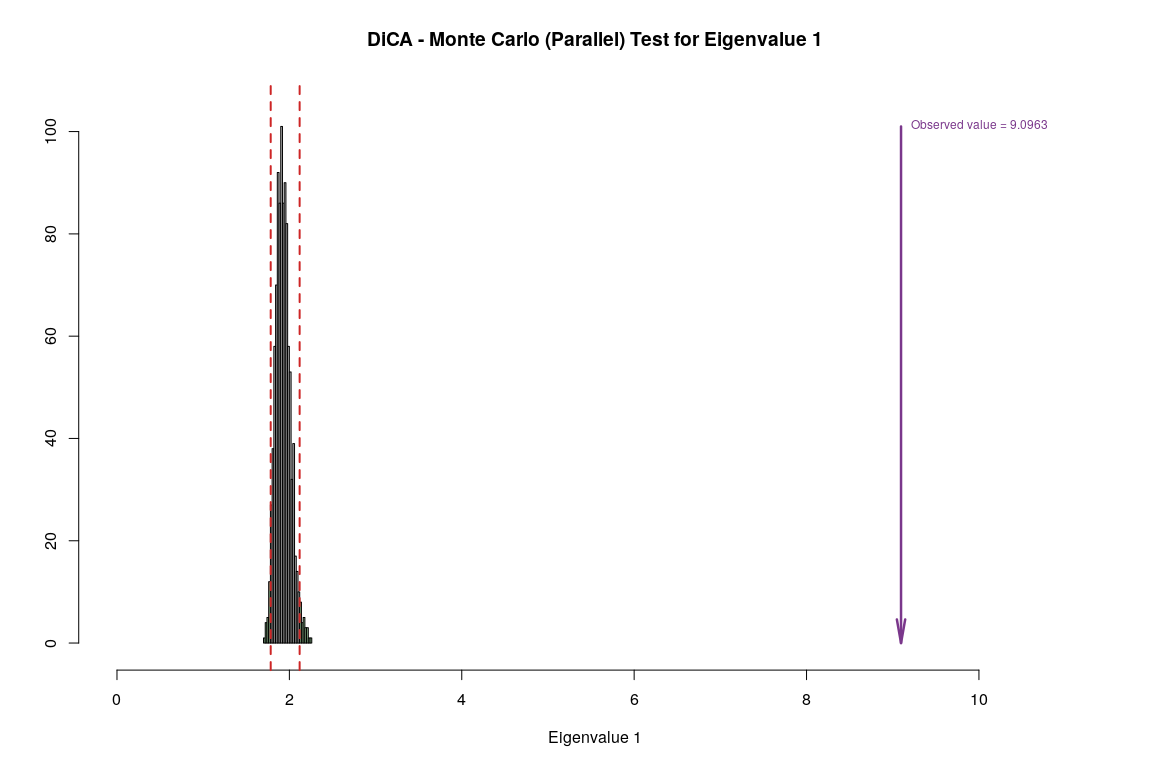 DiCA - Monte Carlo (Parallel) Test for Eigenvalue 1
Observed value = 9.0963
100
80
60
40
20
0
0 2 4 6 8 10
Eigenvalue 1